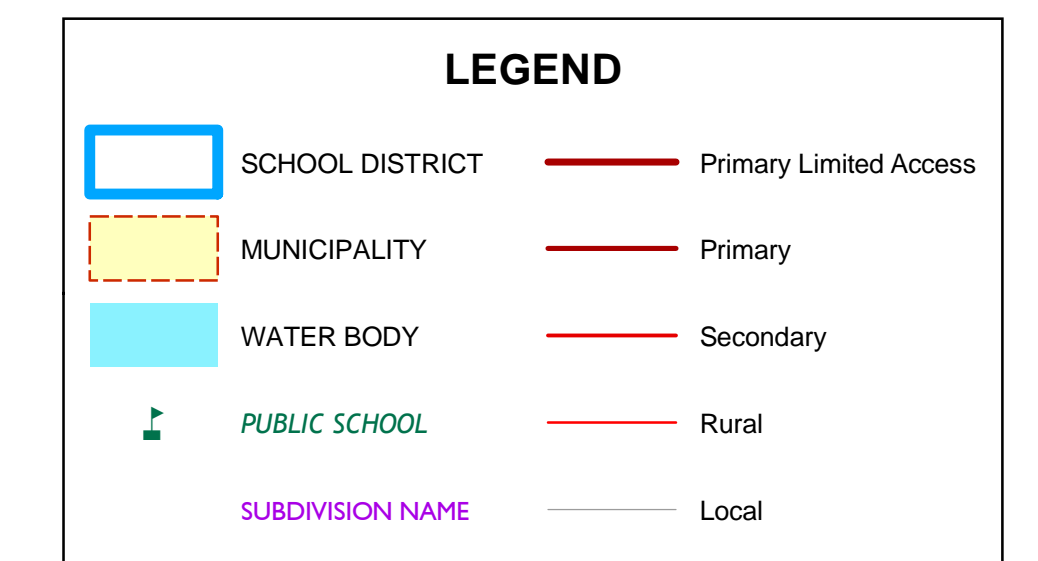 LEGEND
SCHOOL DISTRICT
Primary Limited Access
MUNICIPALITY
Primary
WATER BODY
Secondary
PUBLIC SCHOOL
Rural
SUBDIVISION NAME
Local